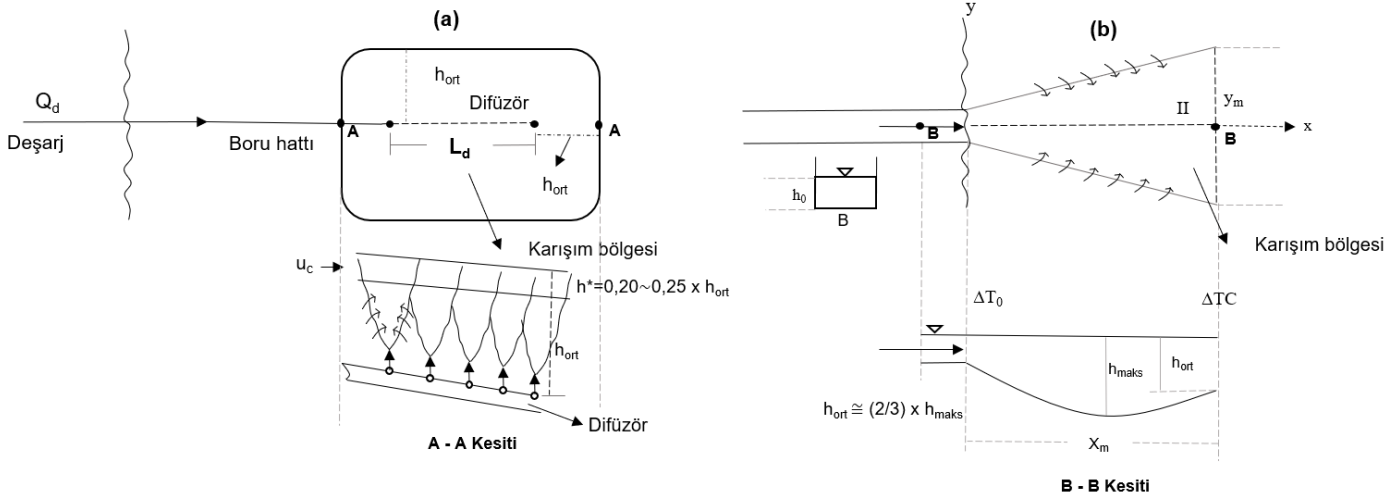 (a)
Q_d
Deşarj
Boru hattı
A
h_ort
Difüzör
A
L_d
h_ort
Karışım bölgesi
u_c
h*=0,20~0,25 x h_ort
h_ort
Difüzör
A - A Kesiti
y
(b)
II
y_m
B
B
x
h_0
B
Karışım bölgesi
ΔT_0
ΔTC
h_maks
h_ort
h_ort ≅ (2/3) x h_maks
X_m
B - B Kesiti